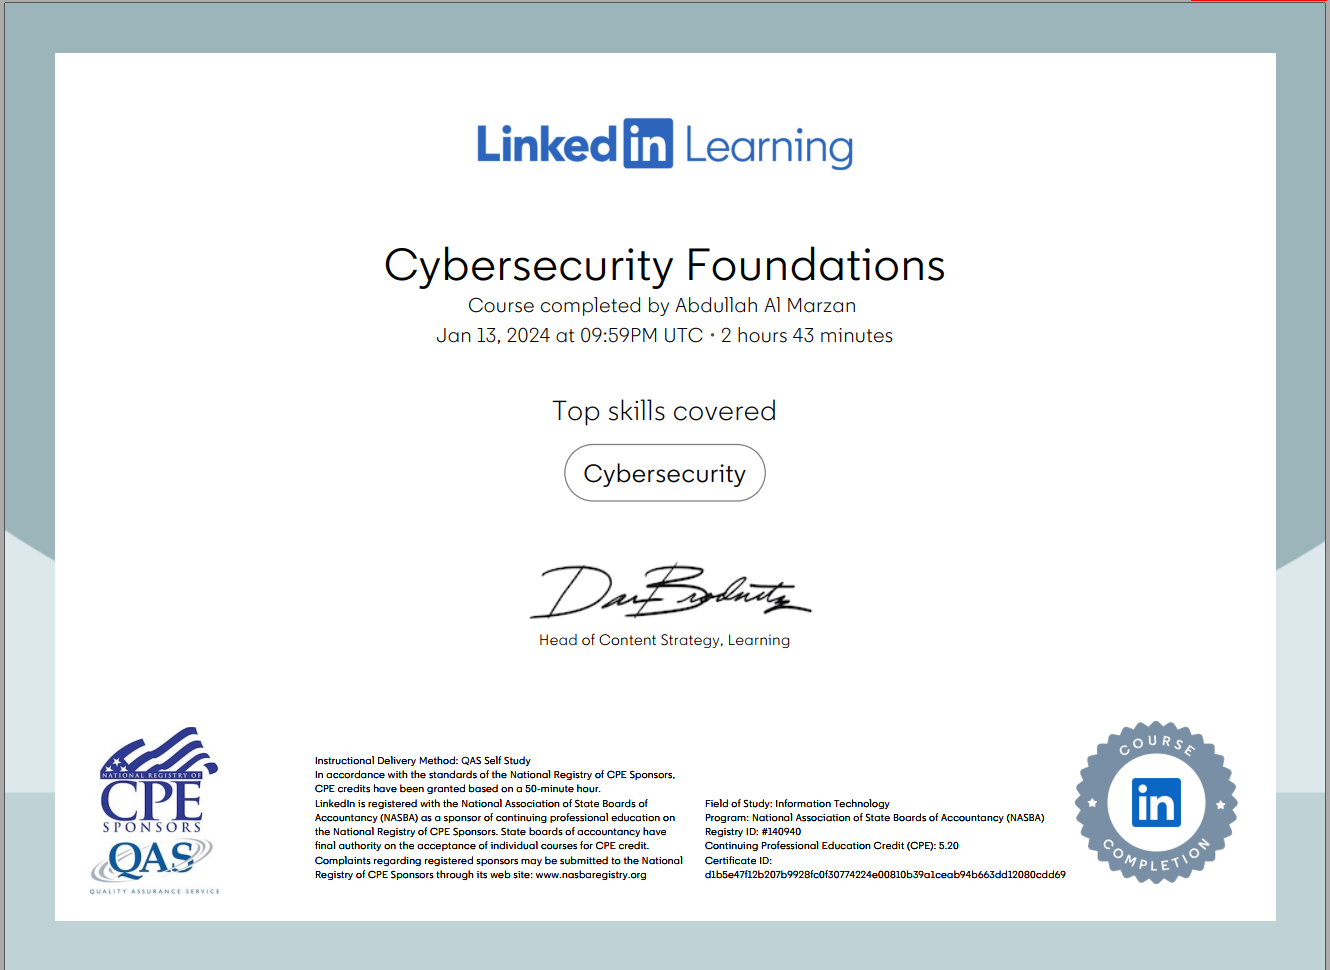 LinkedIn Learning
Cybersecurity Foundations
Course completed by Abdullah Al Marzan
Jan 13, 2024 at 09:59PM UTC • 2 hours 43 minutes
Top skills covered
Cybersecurity
Dan Brodnitz
Head of Content Strategy, Learning
NATIONAL REGISTRY OF
CPE
SPONSORS
QAS
QUALITY ASSURANCE SERVICE
Instructional Delivery Method: QAS Self Study
In accordance with the standards of the National Registry of CPE Sponsors,
CPE credits have been granted based on a 50-minute hour.
LinkedIn is registered with the National Association of State Boards of
Accountancy (NASBA) as a sponsor of continuing professional education on
the National Registry of CPE Sponsors. State boards of accountancy have
final authority on the acceptance of individual courses for CPE credit.
Complaints regarding registered sponsors may be submitted to the National
Registry of CPE Sponsors through its web site: www.nasbaregistry.org
Field of Study: Information Technology
Program: National Association of State Boards of Accountancy (NASBA)
Registry ID: #140940
Continuing Professional Education Credit (CPE): 5.20
Certificate ID:
d1b5e47f12b207b9928fc0f30774224e00810b39a1ceab94b663dd12080cdd69
COURSE
in
COMPLETION